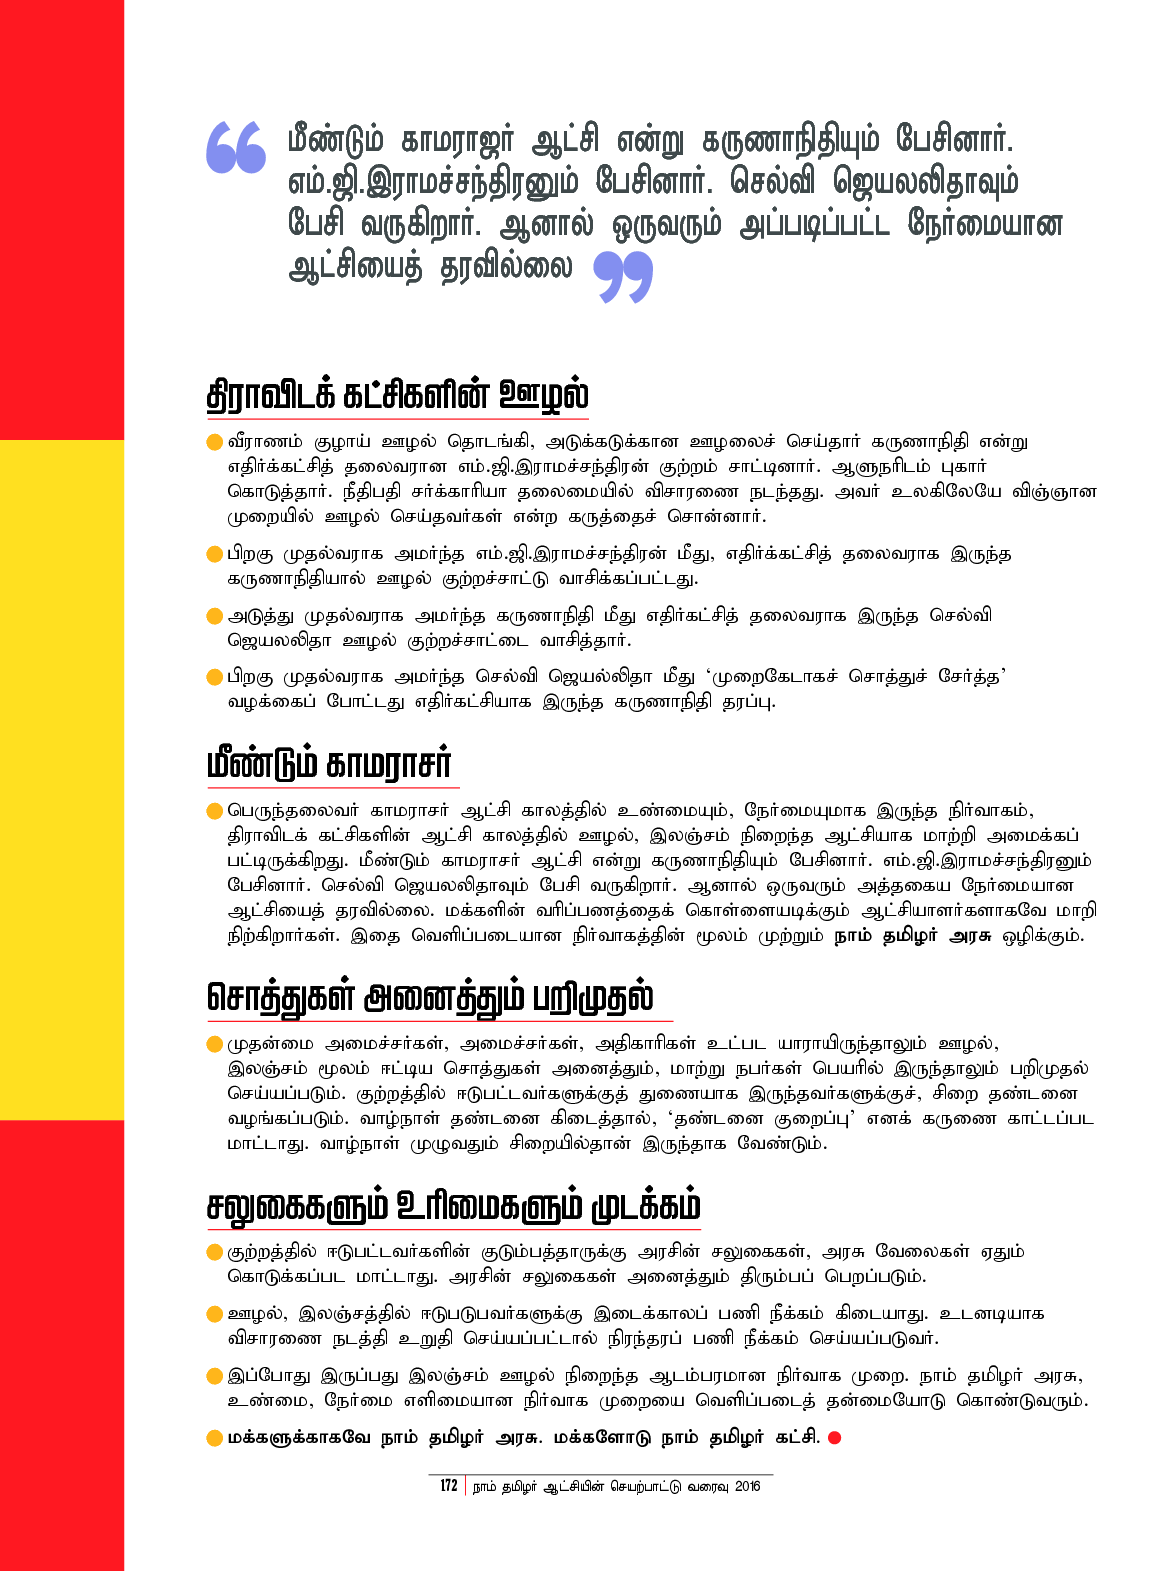 மீண்டும் காமராஜர் ஆட்சி என்று கருணாநிதியும் பேசினார்.
எம்.ஜி.இராமச்சந்திரனும் பேசினார். செல்வி ஜெயலலிதாவும்
பேசி வருகிறார். ஆனால் ஒருவரும் அப்படிப்பட்ட நேர்மையான
ஆட்சியைத் தரவில்லை
திராவிடக் கட்சிகளின் ஊழல்
வீராணம் குழாய் ஊழல் தொடங்கி, அடுக்கடுக்கான ஊழலைச் செய்தார் கருணாநிதி என்று
எதிர்க்கட்சித் தலைவரான எம்.ஜி.இராமச்சந்திரன் குற்றம் சாட்டினார். ஆளுநரிடம் புகார்
கொடுத்தார். நீதிபதி சர்க்காரியா தலைமையில் விசாரணை நடந்தது. அவர் உலகிலேயே விஞ்ஞான
முறையில் ஊழல் செய்தவர்கள் என்ற கருத்தைச் சொன்னார்.
பிறகு முதல்வராக அமர்ந்த எம்.ஜி.இராமச்சந்திரன் மீது, எதிர்க்கட்சித் தலைவராக இருந்த
கருணாநிதியால் ஊழல் குற்றச்சாட்டு வாசிக்கப்பட்டது.
அடுத்து முதல்வராக அமர்ந்த கருணாநிதி மீது எதிர்கட்சித் தலைவராக இருந்த செல்வி
ஜெயலலிதா ஊழல் குற்றச்சாட்டை வாசித்தார்.
பிறகு முதல்வராக அமர்ந்த செல்வி ஜெயல்லிதா மீது ‘முறைகேடாகச் சொத்துச் சேர்த்த’
வழக்கைப் போட்டது எதிர்கட்சியாக இருந்த கருணாநிதி தரப்பு.
மீண்டும் காமராசர்
பெருந்தலைவர் காமராசர் ஆட்சி காலத்தில் உண்மையும், நேர்மையுமாக இருந்த நிர்வாகம்,
திராவிடக் கட்சிகளின் ஆட்சி காலத்தில் ஊழல், இலஞ்சம் நிறைந்த ஆட்சியாக மாற்றி அமைக்கப்
பட்டிருக்கிறது. மீண்டும் காமராசர் ஆட்சி என்று கருணாநிதியும் பேசினார். எம்.ஜி.இராமச்சந்திரனும்
பேசினார். செல்வி ஜெயலலிதாவும் பேசி வருகிறார். ஆனால் ஒருவரும் அத்தகைய நேர்மையான
ஆட்சியைத் தரவில்லை. மக்களின் வரிப்பணத்தைக் கொள்ளையடிக்கும் ஆட்சியாளர்களாகவே மாறி
நிற்கிறார்கள். இதை வெளிப்படையான நிர்வாகத்தின் மூலம் முற்றும் நாம் தமிழர் அரசு ஒழிக்கும்.
சொத்துகள் அனைத்தும் பறிமுதல்
முதன்மை அமைச்சர்கள், அமைச்சர்கள், அதிகாரிகள் உட்பட யாராயிருந்தாலும் ஊழல்,
இலஞ்சம் மூலம் ஈட்டிய சொத்துகள் அனைத்தும், மாற்று நபர்கள் பெயரில் இருந்தாலும் பறிமுதல்
செய்யப்படும். குற்றத்தில் ஈடுபட்டவர்களுக்குத் துணையாக இருந்தவர்களுக்குச், சிறை தண்டனை
வழங்கப்படும். வாழ்நாள் தண்டனை கிடைத்தால், ‘தண்டனை குறைப்பு’ எனக் கருணை காட்டப்பட
மாட்டாது. வாழ்நாள் முழுவதும் சிறையில்தான் இருந்தாக வேண்டும்.
சலுகைகளும் உரிமைகளும் முடக்கம்
குற்றத்தில் ஈடுபட்டவர்களின் குடும்பத்தாருக்கு அரசின் சலுகைகள், அரசு வேலைகள் ஏதும்
கொடுக்கப்பட மாட்டாது. அரசின் சலுகைகள் அனைத்தும் திரும்பப் பெறப்படும்.
ஊழல், இலஞ்சத்தில் ஈடுபடுபவர்களுக்கு இடைக்காலப் பணி நீக்கம் கிடையாது. உடனடியாக
விசாரணை நடத்தி உறுதி செய்யப்பட்டால் நிரந்தரப் பணி நீக்கம் செய்யப்படுவர்.
இப்போது இருப்பது இலஞ்சம் ஊழல் நிறைந்த ஆடம்பரமான நிர்வாக முறை. நாம் தமிழர் அரசு,
உண்மை, நேர்மை எளிமையான நிர்வாக முறையை வெளிப்படைத் தன்மையோடு கொண்டுவரும்.
மக்களுக்காகவே நாம் தமிழர் அரசு. மக்களோடு நாம் தமிழர் கட்சி.
172 நாம் தமிழர் ஆட்சியின் செயற்பாட்டு வரைவு 2016